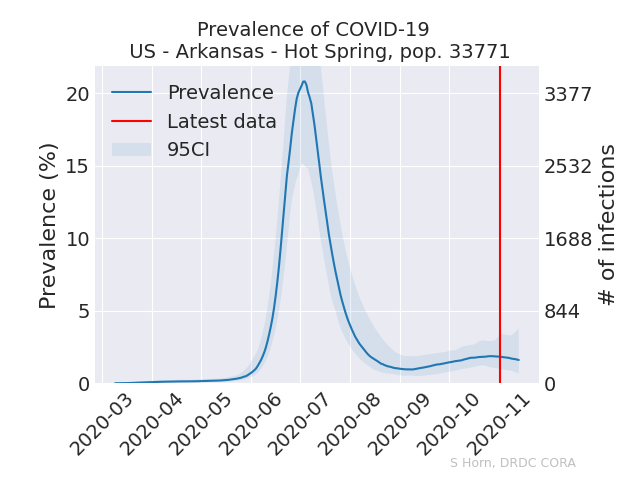 Prevalence of COVID-19
US - Arkansas - Hot Spring, pop. 33771
Prevalence
Latest data
95CI
Prevalence (%)
20
15
10
5
0
3377
2532
1688
844
0
# of infections
2020-03
2020-04
2020-05
2020-06
2020-07
2020-08
2020-09
2020-10
2020-11
S Horn, DRDC CORA